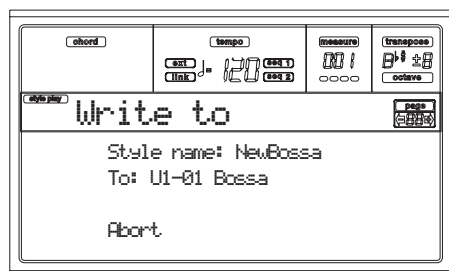 chord tempo measure transpose
ext link ♩= 120 seq 1 seq 2 001 B♭♯ ±8 octave
style play Write to page 88
Style name: NewBossa
To: U1-01 Bossa
Abort